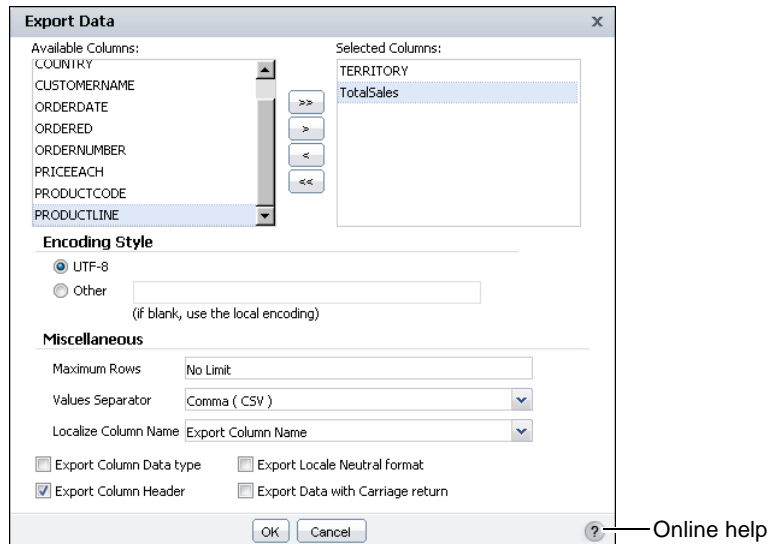 Export Data x
Available Columns:
COUNTRY
CUSTOMERNAME
ORDERDATE
ORDERED
ORDERNUMBER
PRICEEACH
PRODUCTCODE
PRODUCTLINE
>>
>
<
<<
Selected Columns:
TERRITORY
TotalSales
Encoding Style
UTF-8
Other
(if blank, use the local encoding)
Miscellaneous
Maximum Rows No Limit
Values Separator Comma ( CSV )
Localize Column Name Export Column Name
Export Column Data type Export Locale Neutral format
Export Column Header Export Data with Carriage return
OK Cancel ? Online help